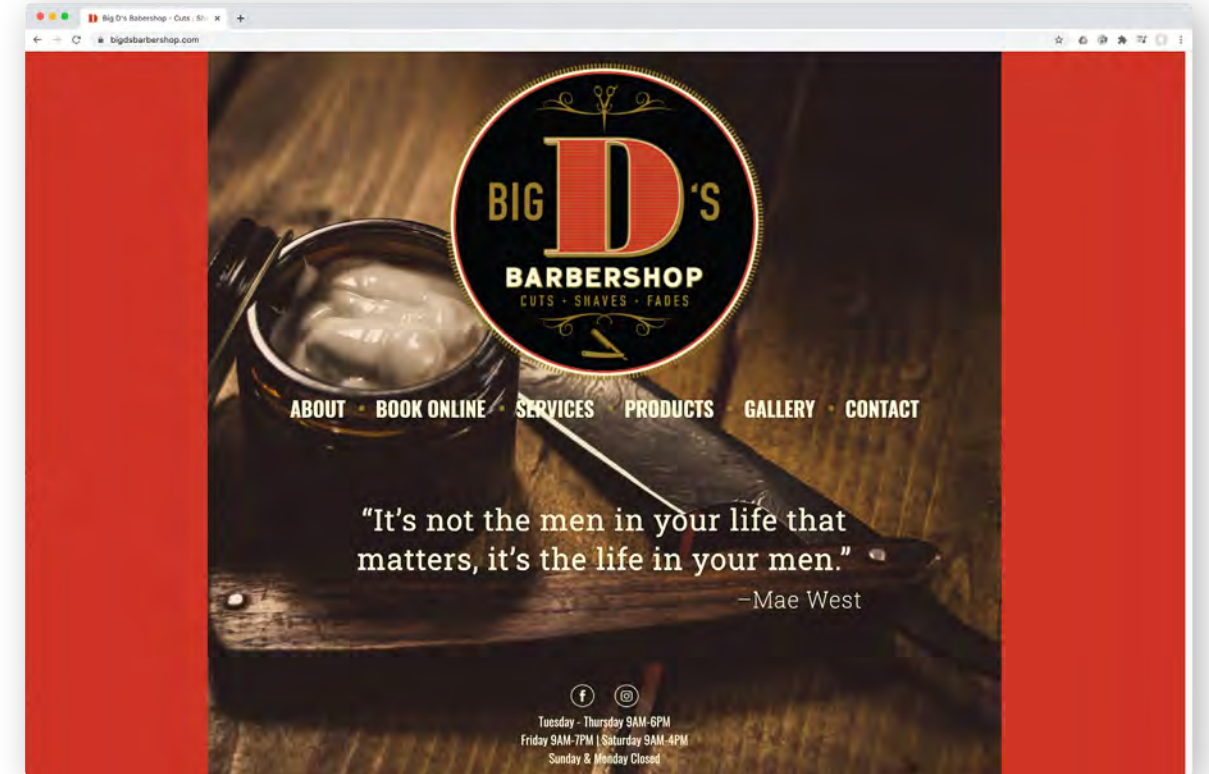 Big D's Babershop - Cuts | Sh
bigdsbarbershop.com
BIG D 'S
BARBERSHOP
CUTS • SHAVES • FADES
ABOUT • BOOK ONLINE • SERVICES • PRODUCTS • GALLERY • CONTACT
“It’s not the men in your life that
matters, it’s the life in your men.”
–Mae West
Tuesday - Thursday 9AM-6PM
Friday 9AM-7PM | Saturday 9AM-4PM
Sunday & Monday Closed